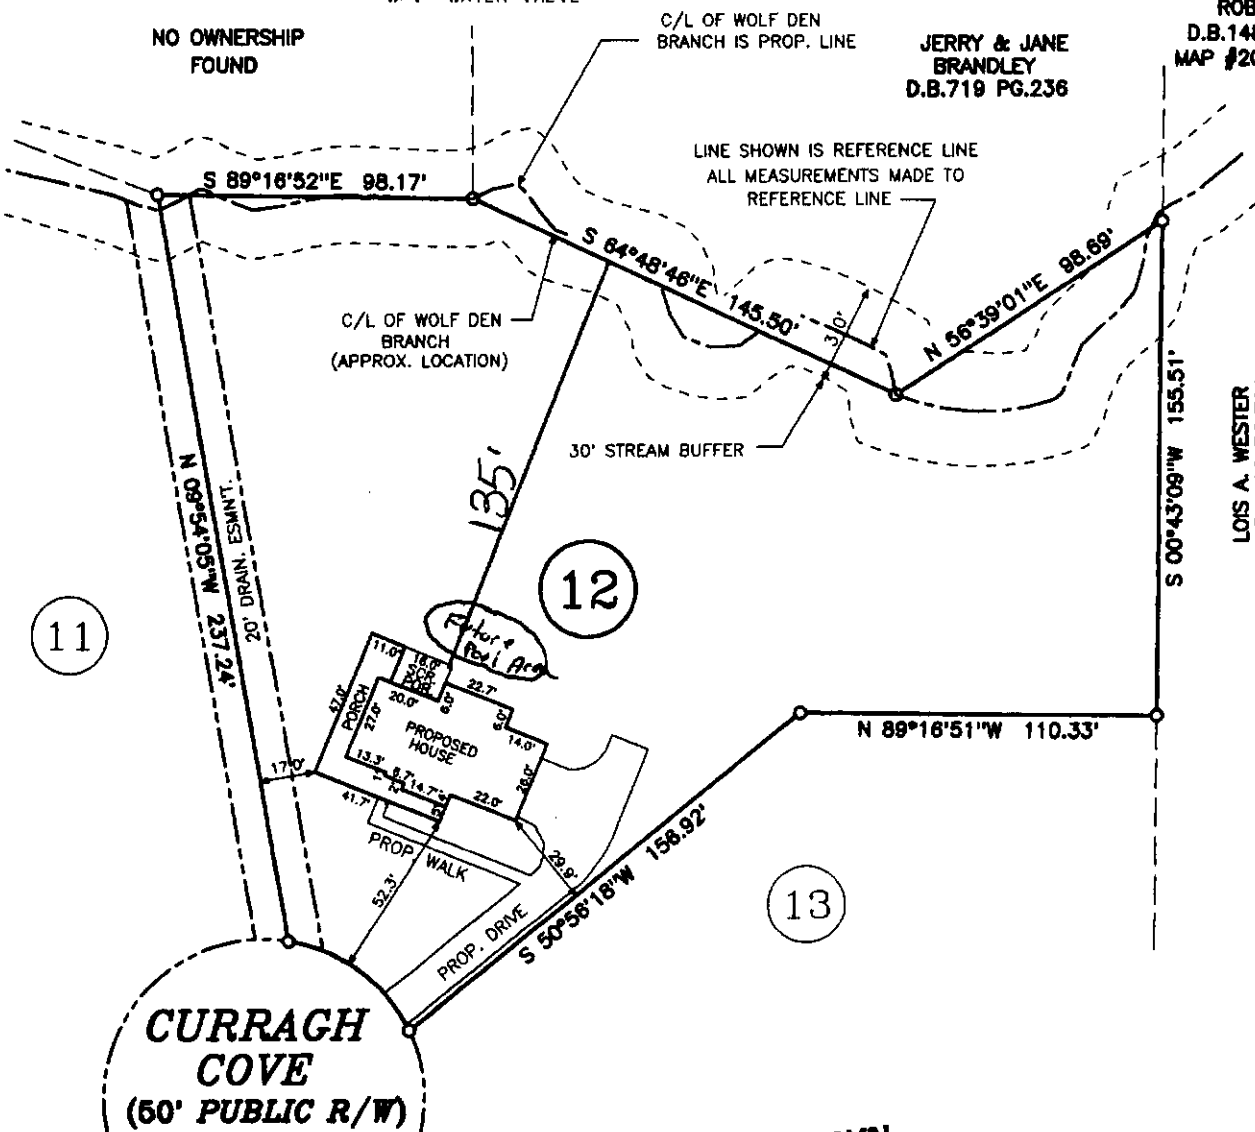 NO OWNERSHIP
FOUND
C/L OF WOLF DEN
BRANCH IS PROP. LINE
JERRY & JANE
BRANDLEY
D.B.719 PG.236
LINE SHOWN IS REFERENCE LINE
ALL MEASUREMENTS MADE TO
REFERENCE LINE
S 89°16'52"E 98.17'
S 64°48'46"E 145.50'
N 56°39'01"E 98.69'
C/L OF WOLF DEN
BRANCH
(APPROX. LOCATION)
30' STREAM BUFFER
S 00°43'09"W 155.51'
LOIS A. WESTER
N 09°54'05"W 237.24'
20' DRAIN. ESMN'T.
135'
11
12
Future
Pool Area
11.0'
16.0'
SCR.
POR.
22.7'
47.0'
PORCH
27.0'
20.0'
6.0'
6.0'
PROPOSED
HOUSE
14.0'
13.3'
6.7'
14.7'
22.0'
26.0'
17.0'
41.7'
PROP. WALK
52.3'
29.9'
PROP. DRIVE
S 50°56'18"W 156.92'
N 89°16'51"W 110.33'
13
CURRAGH
COVE
(50' PUBLIC R/W)